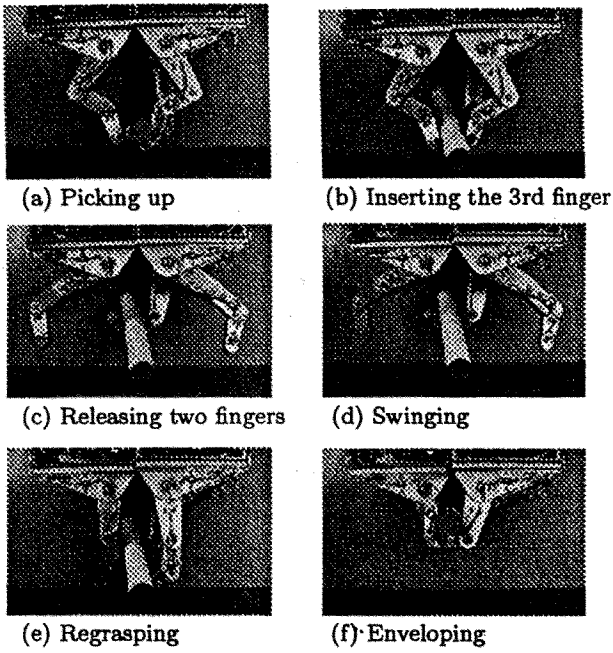 (a) Picking up
(b) Inserting the 3rd finger
(c) Releasing two fingers
(d) Swinging
(e) Regrasping
(f) Enveloping